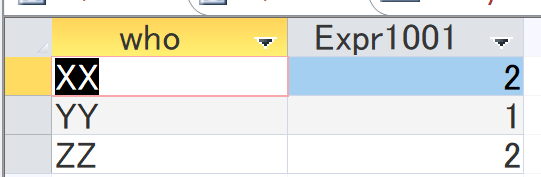 who Expr1001
XX 2
YY 1
ZZ 2